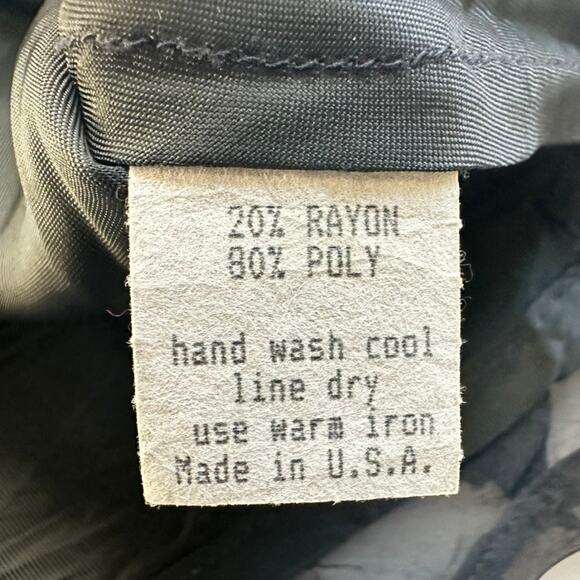 20% RAYON
80% POLY
hand wash cool
line dry
use warm iron
Made in U.S.A.